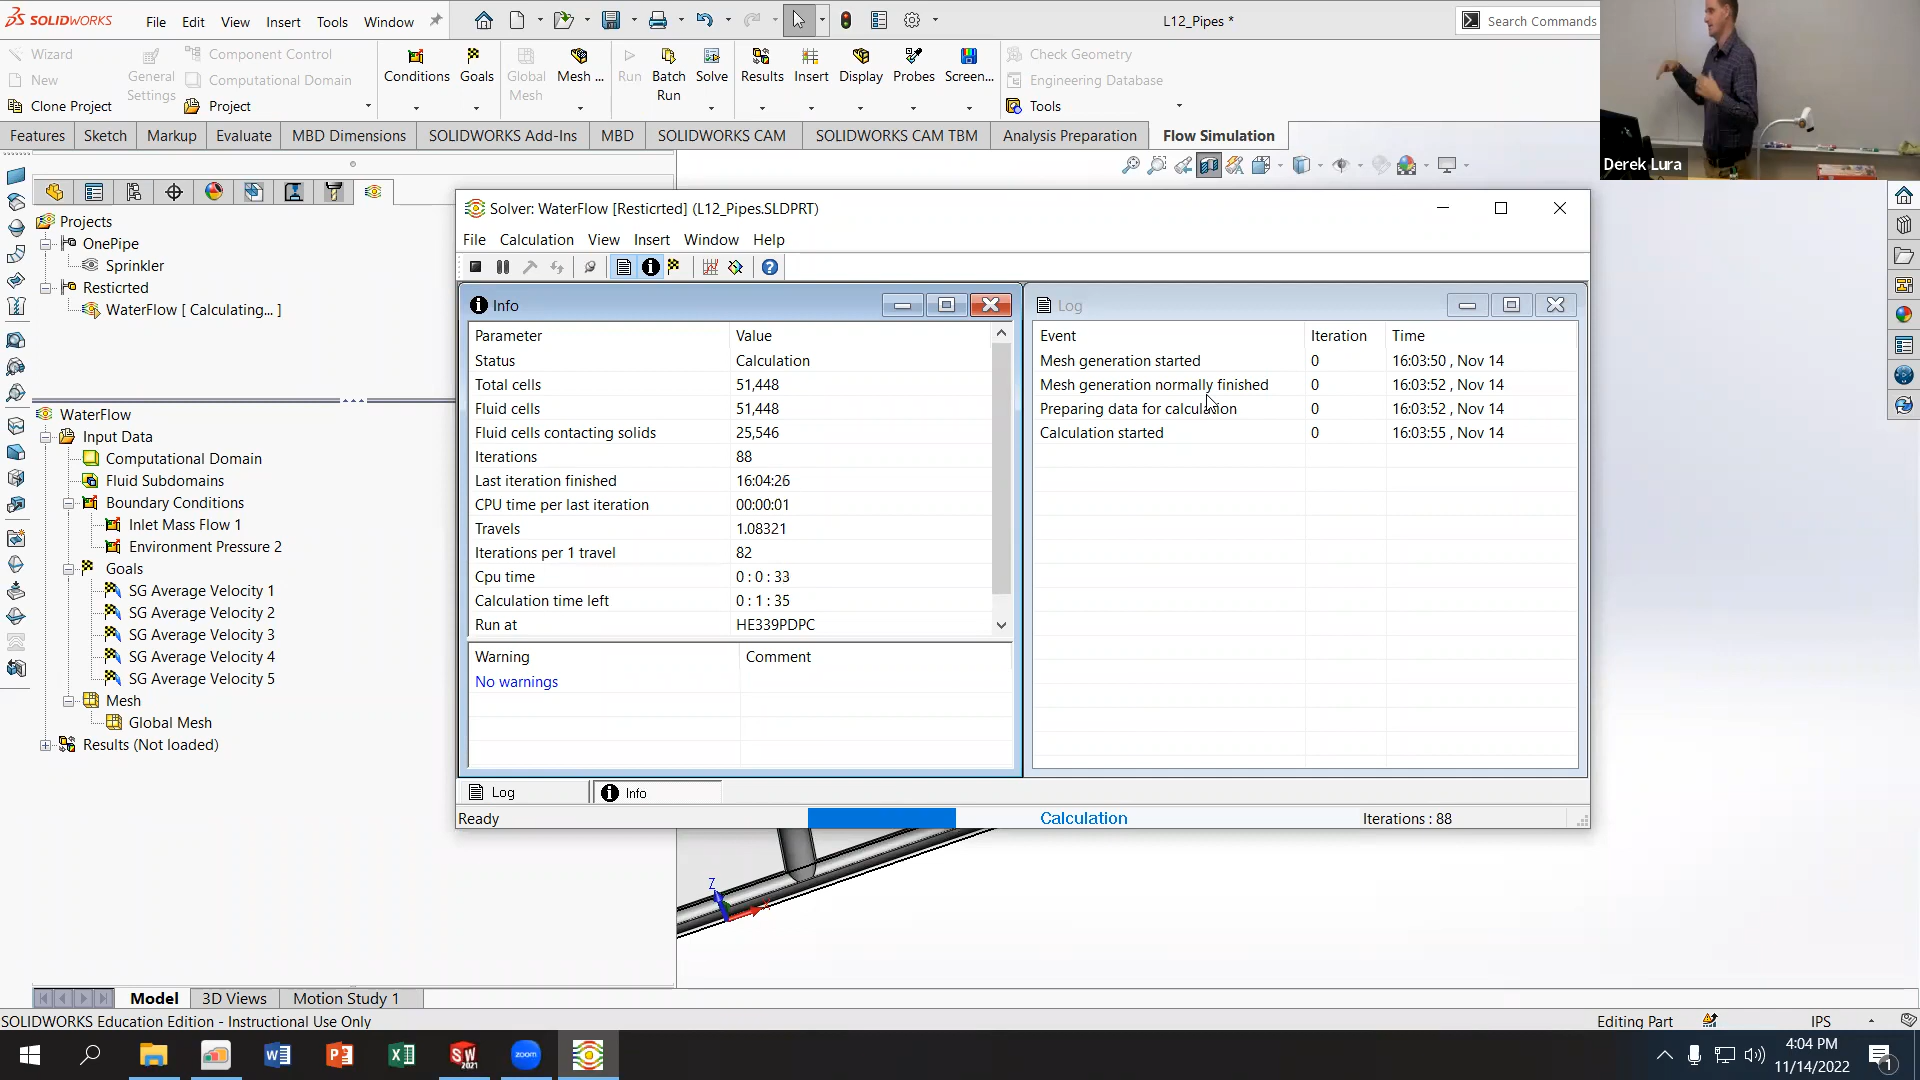 SOLIDWORKS File Edit View Insert Tools Window L12_Pipes * Search Commands
Wizard Component Control Check Geometry
New General Settings Computational Domain Conditions Goals Global Mesh Mesh ... Run Batch Run Solve Results Insert Display Probes Screen... Engineering Database
Clone Project Project Tools
Features Sketch Markup Evaluate MBD Dimensions SOLIDWORKS Add-Ins MBD SOLIDWORKS CAM SOLIDWORKS CAM TBM Analysis Preparation Flow Simulation
Derek Lura
Projects
OnePipe
Sprinkler
Resticrted
WaterFlow [ Calculating... ]
WaterFlow
Input Data
Computational Domain
Fluid Subdomains
Boundary Conditions
Inlet Mass Flow 1
Environment Pressure 2
Goals
SG Average Velocity 1
SG Average Velocity 2
SG Average Velocity 3
SG Average Velocity 4
SG Average Velocity 5
Mesh
Global Mesh
Results (Not loaded)
Solver: WaterFlow [Resticrted] (L12_Pipes.SLDPRT)
File Calculation View Insert Window Help
Info
Parameter Value
Status Calculation
Total cells 51,448
Fluid cells 51,448
Fluid cells contacting solids 25,546
Iterations 88
Last iteration finished 16:04:26
CPU time per last iteration 00:00:01
Travels 1.08321
Iterations per 1 travel 82
Cpu time 0 : 0 : 33
Calculation time left 0 : 1 : 35
Run at HE339PDPC
Warning Comment
No warnings
Log
Event Iteration Time
Mesh generation started 0 16:03:50 , Nov 14
Mesh generation normally finished 0 16:03:52 , Nov 14
Preparing data for calculation 0 16:03:52 , Nov 14
Calculation started 0 16:03:55 , Nov 14
Log Info
Ready Calculation Iterations : 88
Z
Model 3D Views Motion Study 1
SOLIDWORKS Education Edition - Instructional Use Only Editing Part IPS
zoom
SW 2021
4:04 PM
11/14/2022
1